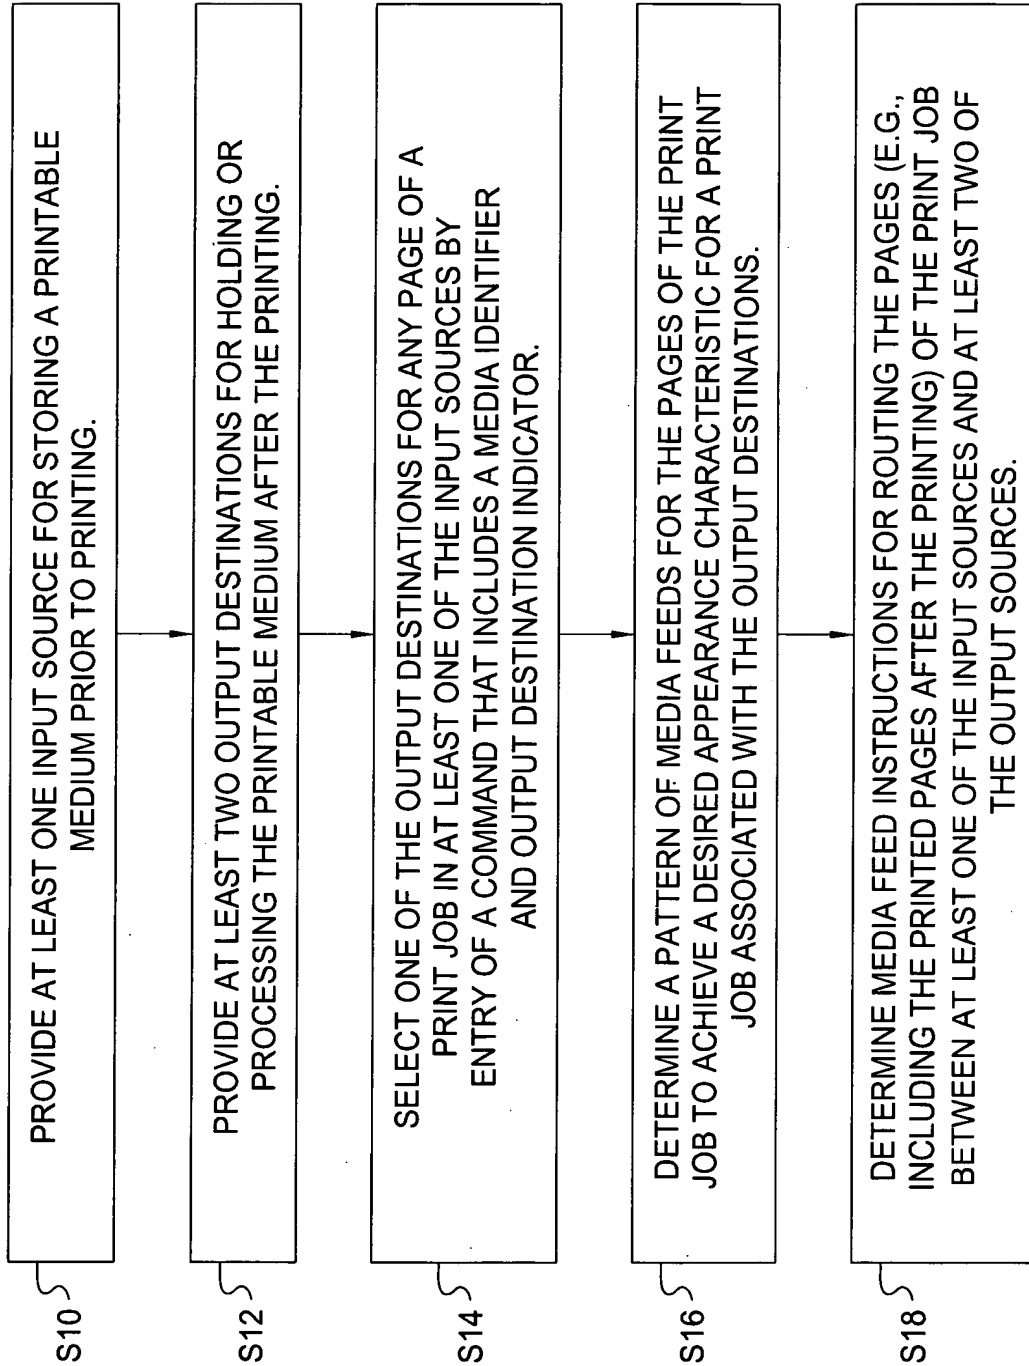 S10
PROVIDE AT LEAST ONE INPUT SOURCE FOR STORING A PRINTABLE
MEDIUM PRIOR TO PRINTING.
S12
PROVIDE AT LEAST TWO OUTPUT DESTINATIONS FOR HOLDING OR
PROCESSING THE PRINTABLE MEDIUM AFTER THE PRINTING.
S14
SELECT ONE OF THE OUTPUT DESTINATIONS FOR ANY PAGE OF A
PRINT JOB IN AT LEAST ONE OF THE INPUT SOURCES BY
ENTRY OF A COMMAND THAT INCLUDES A MEDIA IDENTIFIER
AND OUTPUT DESTINATION INDICATOR.
S16
DETERMINE A PATTERN OF MEDIA FEEDS FOR THE PAGES OF THE PRINT
JOB TO ACHIEVE A DESIRED APPEARANCE CHARACTERISTIC FOR A PRINT
JOB ASSOCIATED WITH THE OUTPUT DESTINATIONS.
S18
DETERMINE MEDIA FEED INSTRUCTIONS FOR ROUTING THE PAGES (E.G.,
INCLUDING THE PRINTED PAGES AFTER THE PRINTING) OF THE PRINT JOB
BETWEEN AT LEAST ONE OF THE INPUT SOURCES AND AT LEAST TWO OF
THE OUTPUT SOURCES.